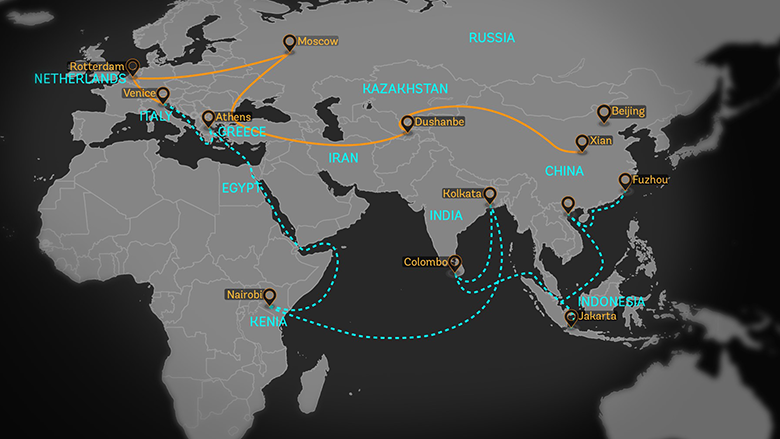 RUSSIA
Moscow
Rotterdam
NETHERLANDS
KAZAKHSTAN
Venice
ITALY
Athens
GREECE
Dushanbe
Beijing
Xian
IRAN
CHINA
Fuzhou
EGYPT
Kolkata
INDIA
Colombo
Nairobi
KENIA
INDONESIA
Jakarta